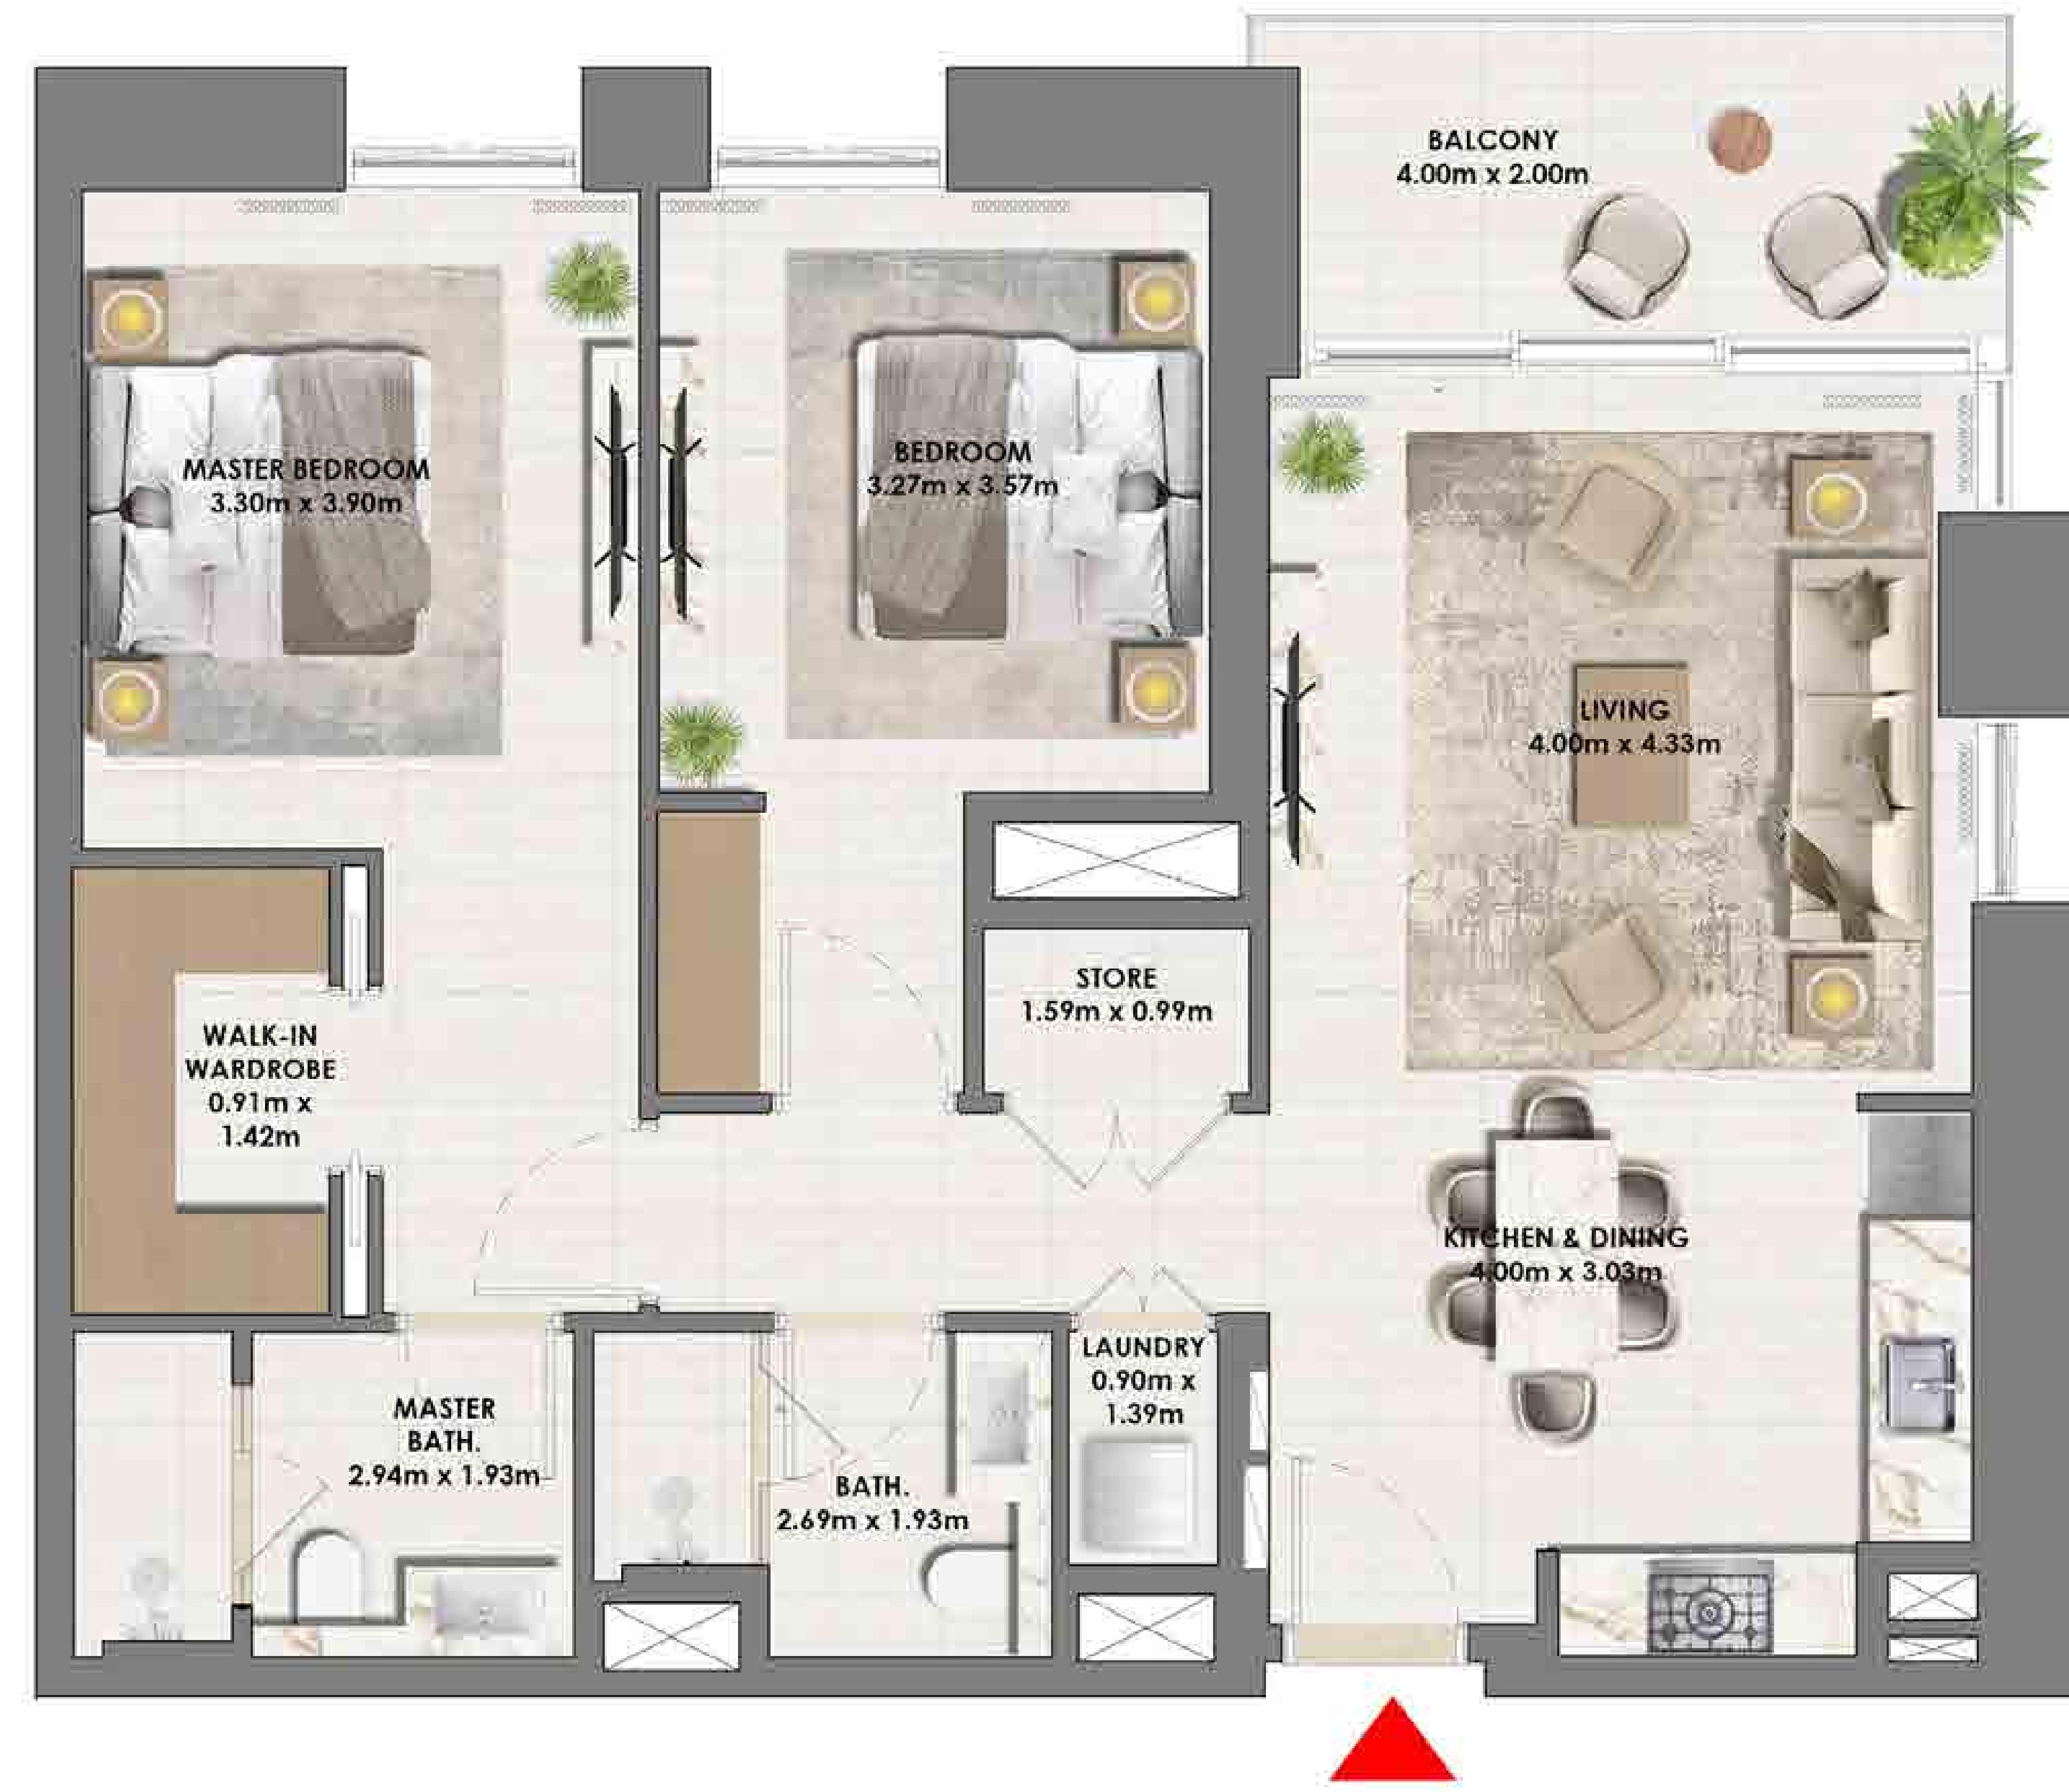 BALCONY
4.00m x 2.00m
MASTER BEDROOM
3.30m x 3.90m
BEDROOM
3.27m x 3.57m
LIVING
4.00m x 4.33m
STORE
1.59m x 0.99m
WALK-IN
WARDROBE
0.91m x
1.42m
KITCHEN & DINING
4.00m x 3.03m
LAUNDRY
0.90m x
1.39m
MASTER
BATH.
2.94m x 1.93m
BATH.
2.69m x 1.93m